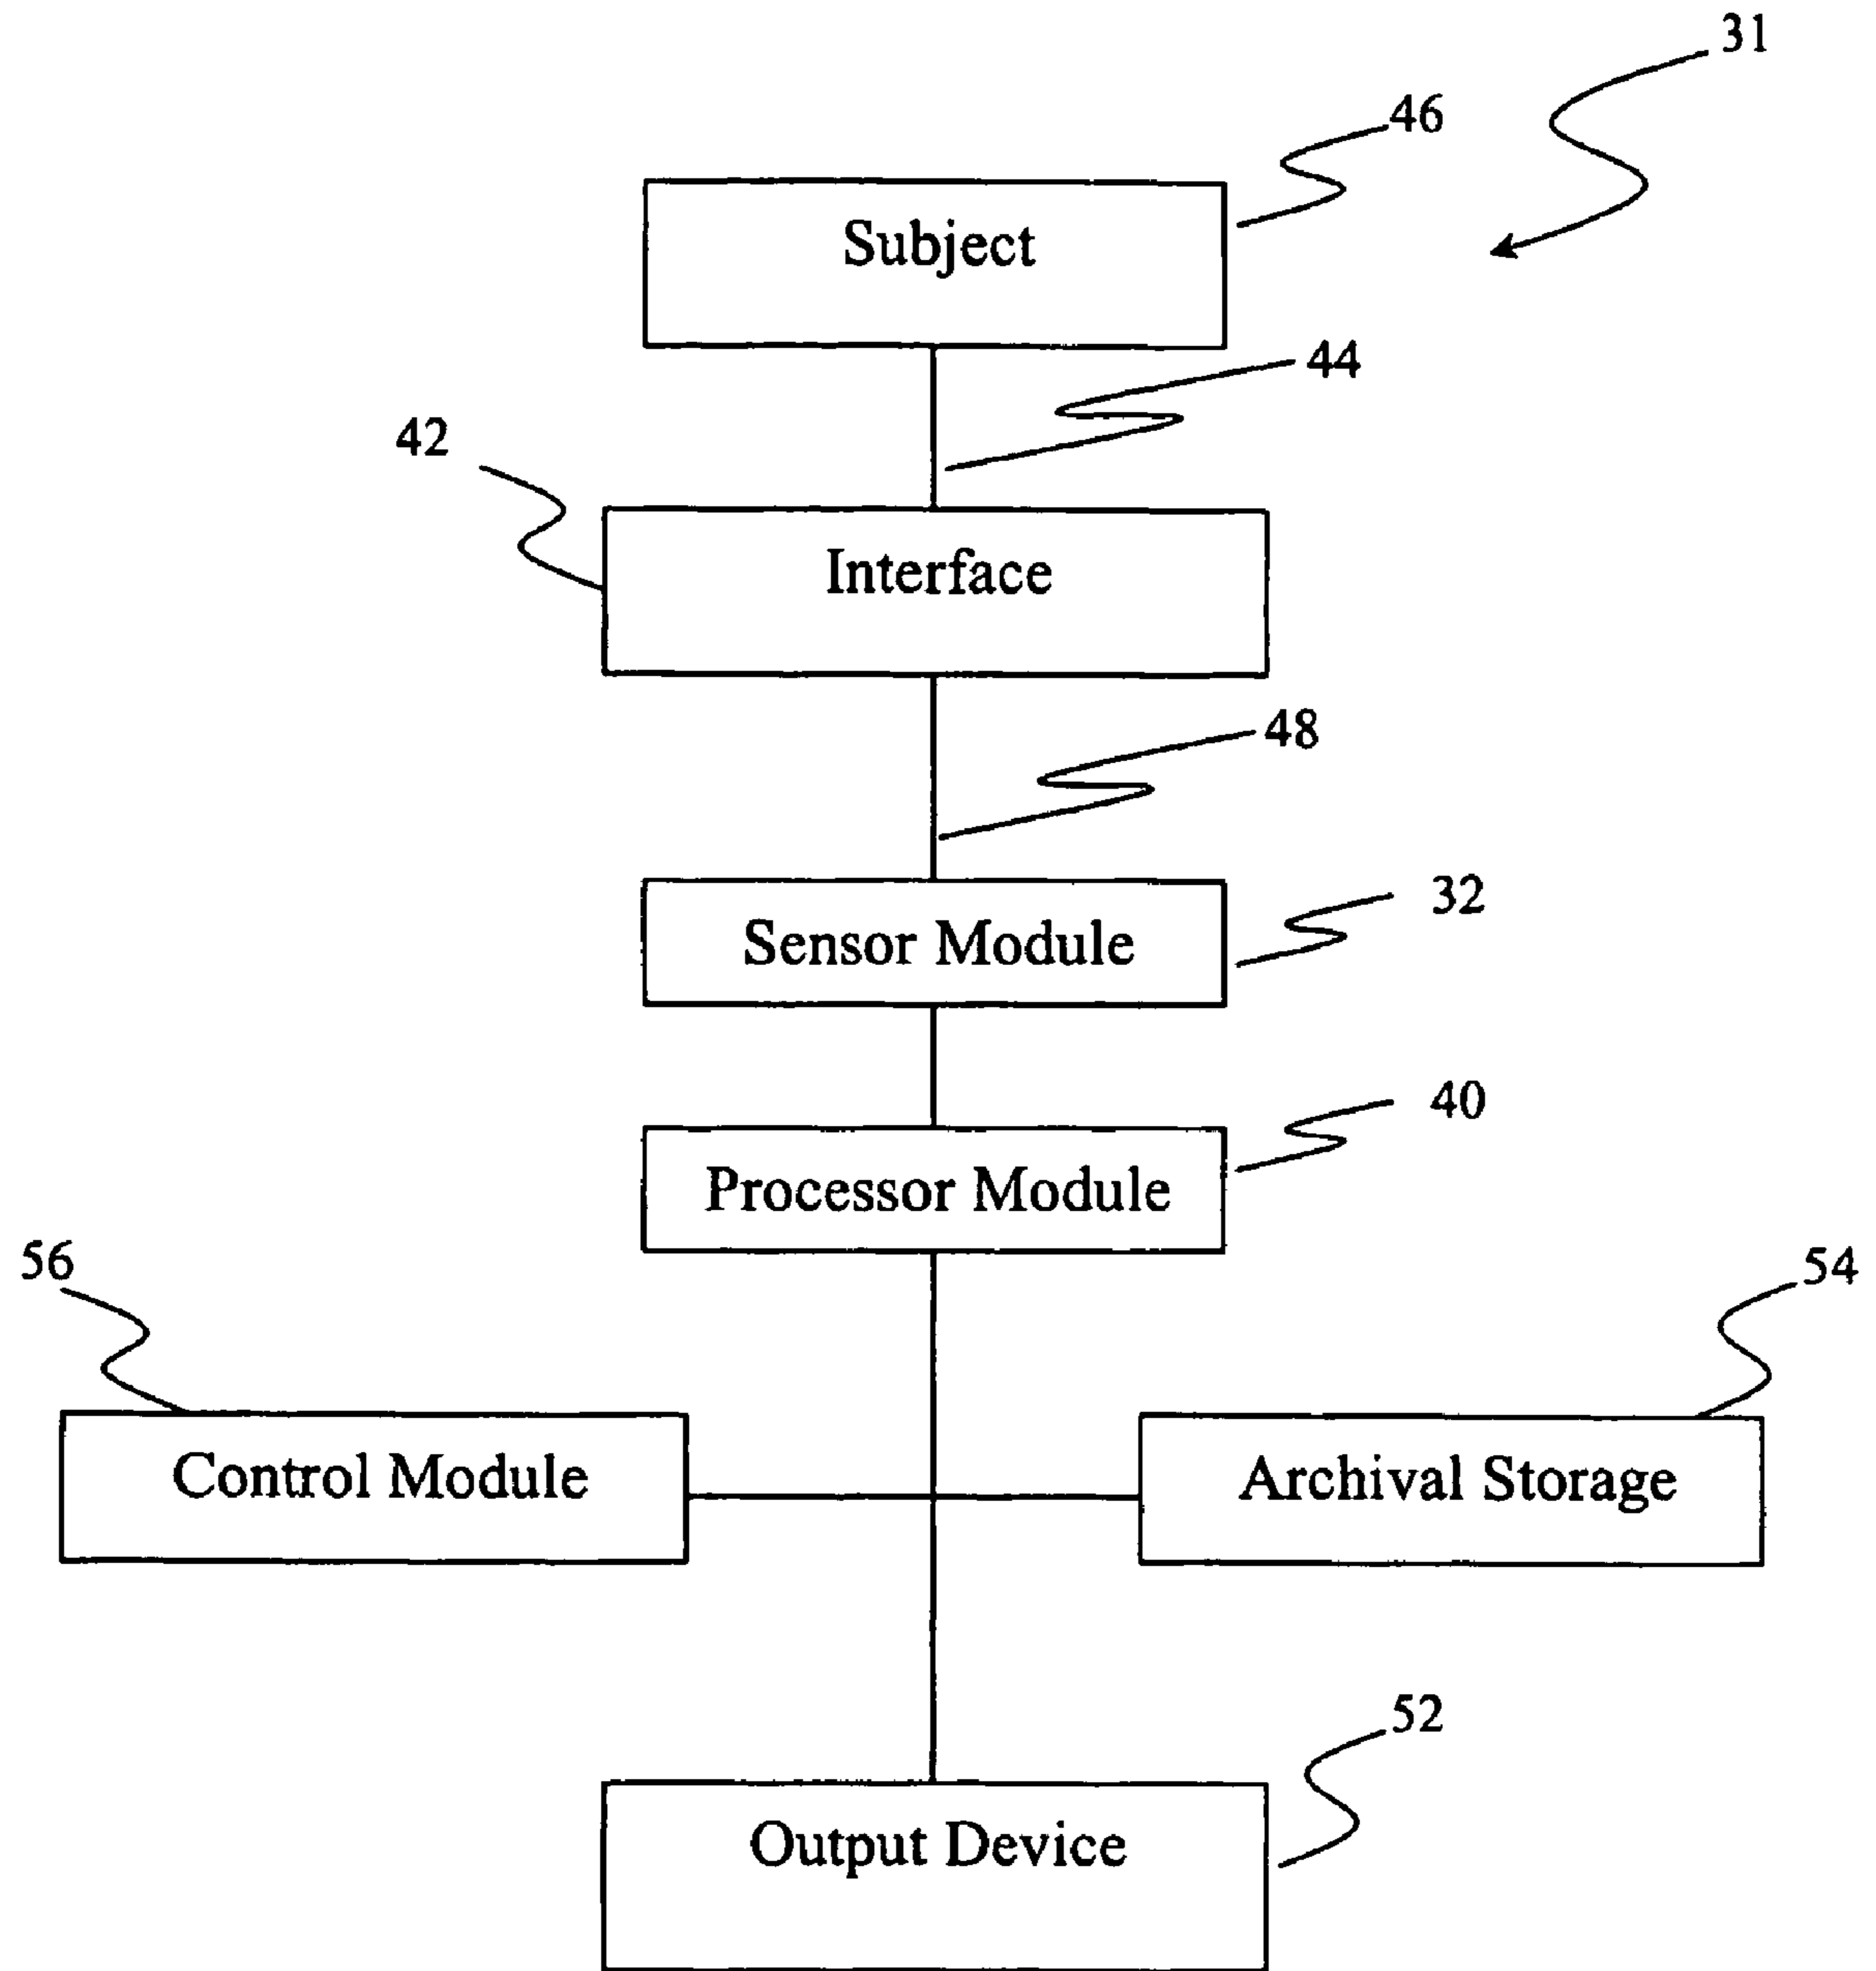 31
46
Subject
44
42
Interface
48
32
Sensor Module
40
Processor Module
56
54
Control Module
Archival Storage
52
Output Device